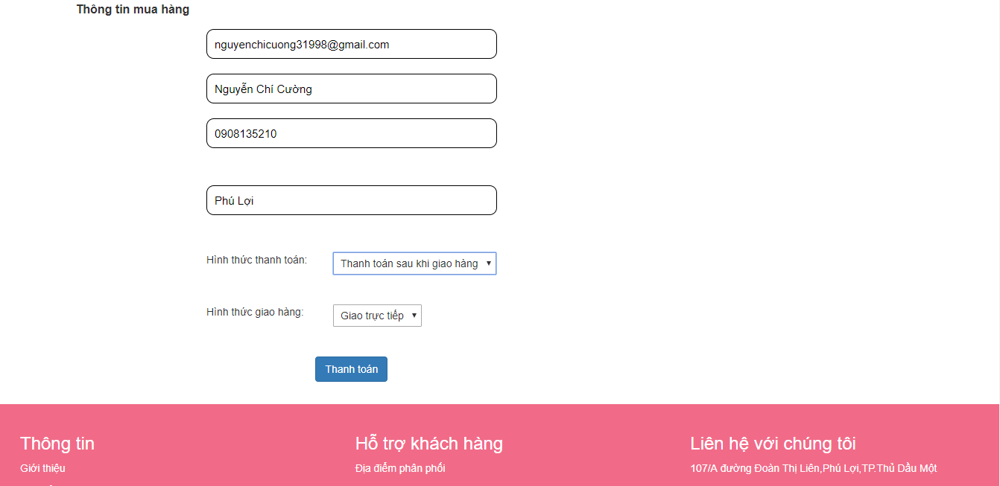 Thông tin mua hàng
nguyenchicuong31998@gmail.com
Nguyễn Chí Cường
0908135210
Phú Lợi
Hình thức thanh toán: Thanh toán sau khi giao hàng
Hình thức giao hàng: Giao trực tiếp
Thanh toán
Thông tin
Giới thiệu
Hỗ trợ khách hàng
Địa điểm phân phối
Liên hệ với chúng tôi
107/A đường Đoàn Thị Liên,Phú Lợi,TP.Thủ Dầu Một